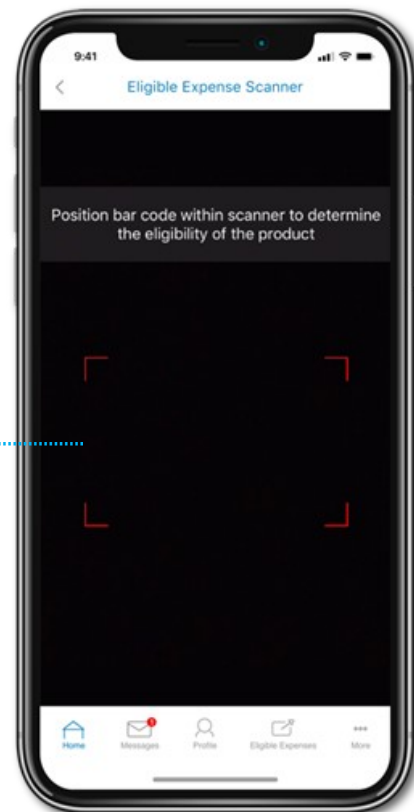 9:41
Eligible Expense Scanner
Position bar code within scanner to determine
the eligibility of the product
1
Home
Messages
Profile
Eligible Expenses
More